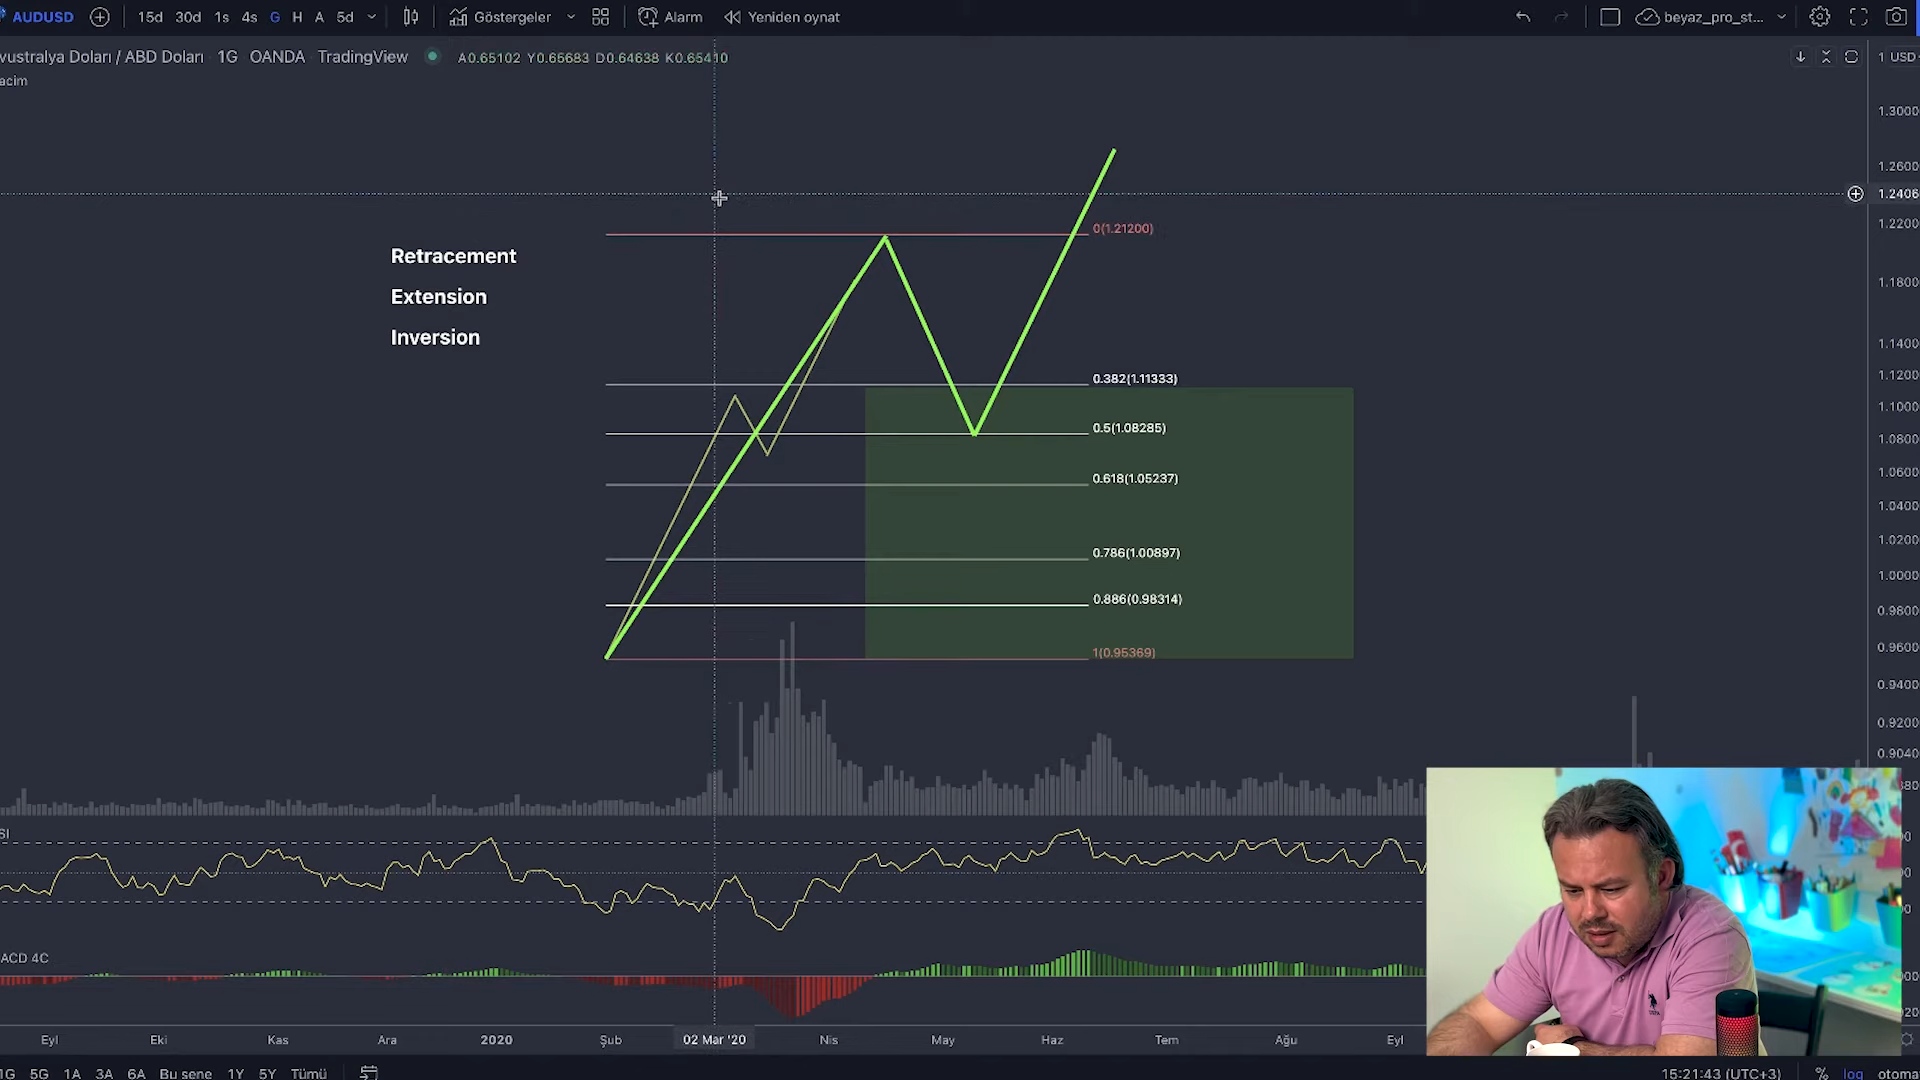 AUDUSD 15d 30d 1s 4s G H A 5d Göstergeler Alarm Yeniden oynat beyaz_pro_st...
vustralya Doları / ABD Doları 1G OANDA TradingView A0.65102 Y0.65683 D0.64638 K0.65410 1 USD
acim
1.3000
1.2600
1.2406
1.2200
0(1.21200)
Retracement
1.1800
Extension
Inversion
1.1400
0.382(1.11333)
1.1200
1.1000
0.5(1.08285)
1.0800
1.0600
0.618(1.05237)
1.0400
1.0200
0.786(1.00897)
1.0000
0.886(0.98314)
0.9800
1(0.95369)
0.9600
0.9400
0.9200
0.9040
SI
ACD 4C
Eyl Eki Kas Ara 2020 Şub 02 Mar '20 Nis May Haz Tem Ağu Eyl
1G 5G 1A 3A 6A Bu sene 1Y 5Y Tümü 15:21:43 (UTC+3) % log otoma